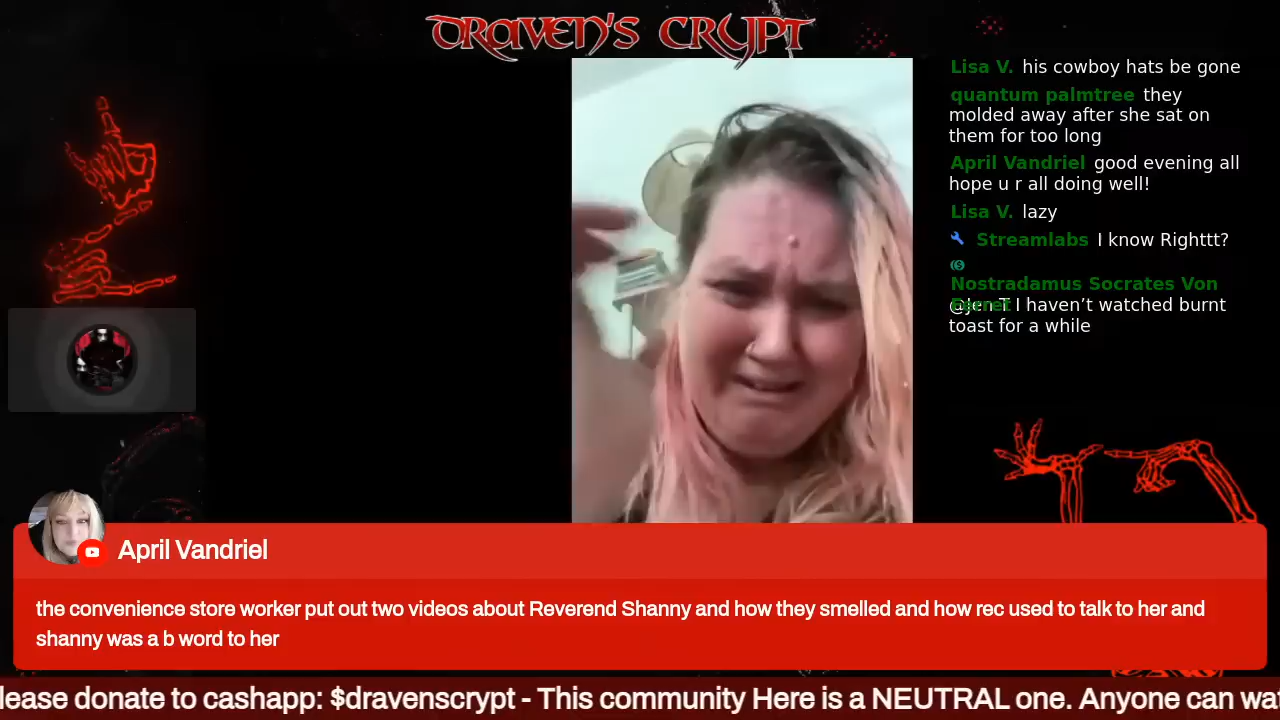 DRAVEN'S CRYPT
Lisa V. his cowboy hats be gone
quantum palmtree they
molded away after she sat on
them for too long
April Vandriel good evening all
hope u r all doing well!
Lisa V. lazy
Streamlabs I know Righttt?
Nostradamus Socrates Von
Ferret
@Jen T I haven’t watched burnt
toast for a while
April Vandriel
the convenience store worker put out two videos about Reverend Shanny and how they smelled and how rec used to talk to her and
shanny was a b word to her
lease donate to cashapp: $dravenscrypt - This community Here is a NEUTRAL one. Anyone can wa